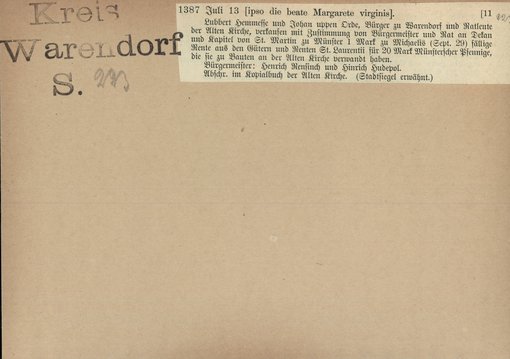 Kreis
Warendorf
S. 223
1387 Juli 13 [ipso die beate Margarete virginis]. [11
Lubbert Hemmesse und Johan uppen Orde, Bürger zu Warendorf und Ratleute
der Alten Kirche, verkaufen mit Zustimmung von Bürgermeister und Rat an Dekan
und Kapitel von St. Martin zu Münster 1 Mark zu Michaelis (Sept. 29) fällige
Rente aus den Gütern und Renten St. Laurentii für 20 Mark Münsterscher Pfennige,
die sie zu Bauten an der Alten Kirche verwandt haben.
Bürgermeister: Henrich Rensinch und Hinrich Hudepol.
Abschr. im Kopialbuch der Alten Kirche. (Stadtsiegel erwähnt.)